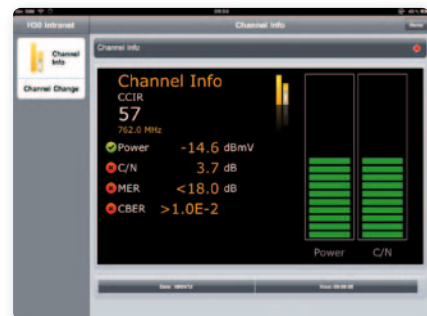 H30 Intranet
Channel Info
Channel Info
Channel Info
Channel Change
Channel Info
CCIR
57
762.0 MHz
Power -14.6 dBmV
C/N 3.7 dB
MER <18.0 dB
CBER >1.0E-2
Power C/N